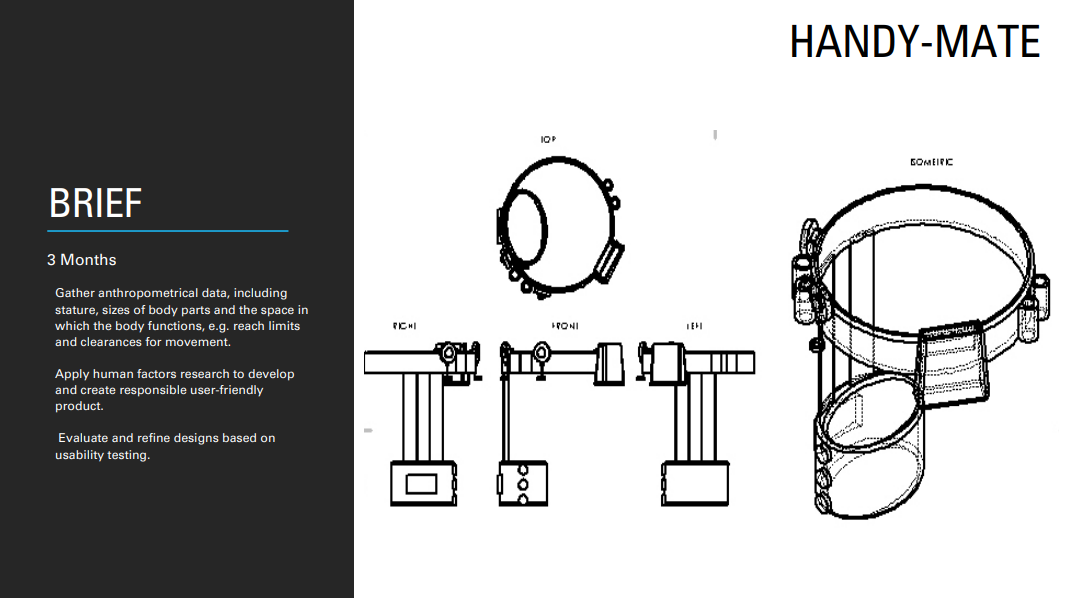 HANDY-MATE
BRIEF
3 Months
Gather anthropometrical data, including
stature, sizes of body parts and the space in
which the body functions, e.g. reach limits
and clearances for movement.
Apply human factors research to develop
and create responsible user-friendly
product.
Evaluate and refine designs based on
usability testing.
TOP
ISOMETRIC
RIGHT
FRONT
LEFT